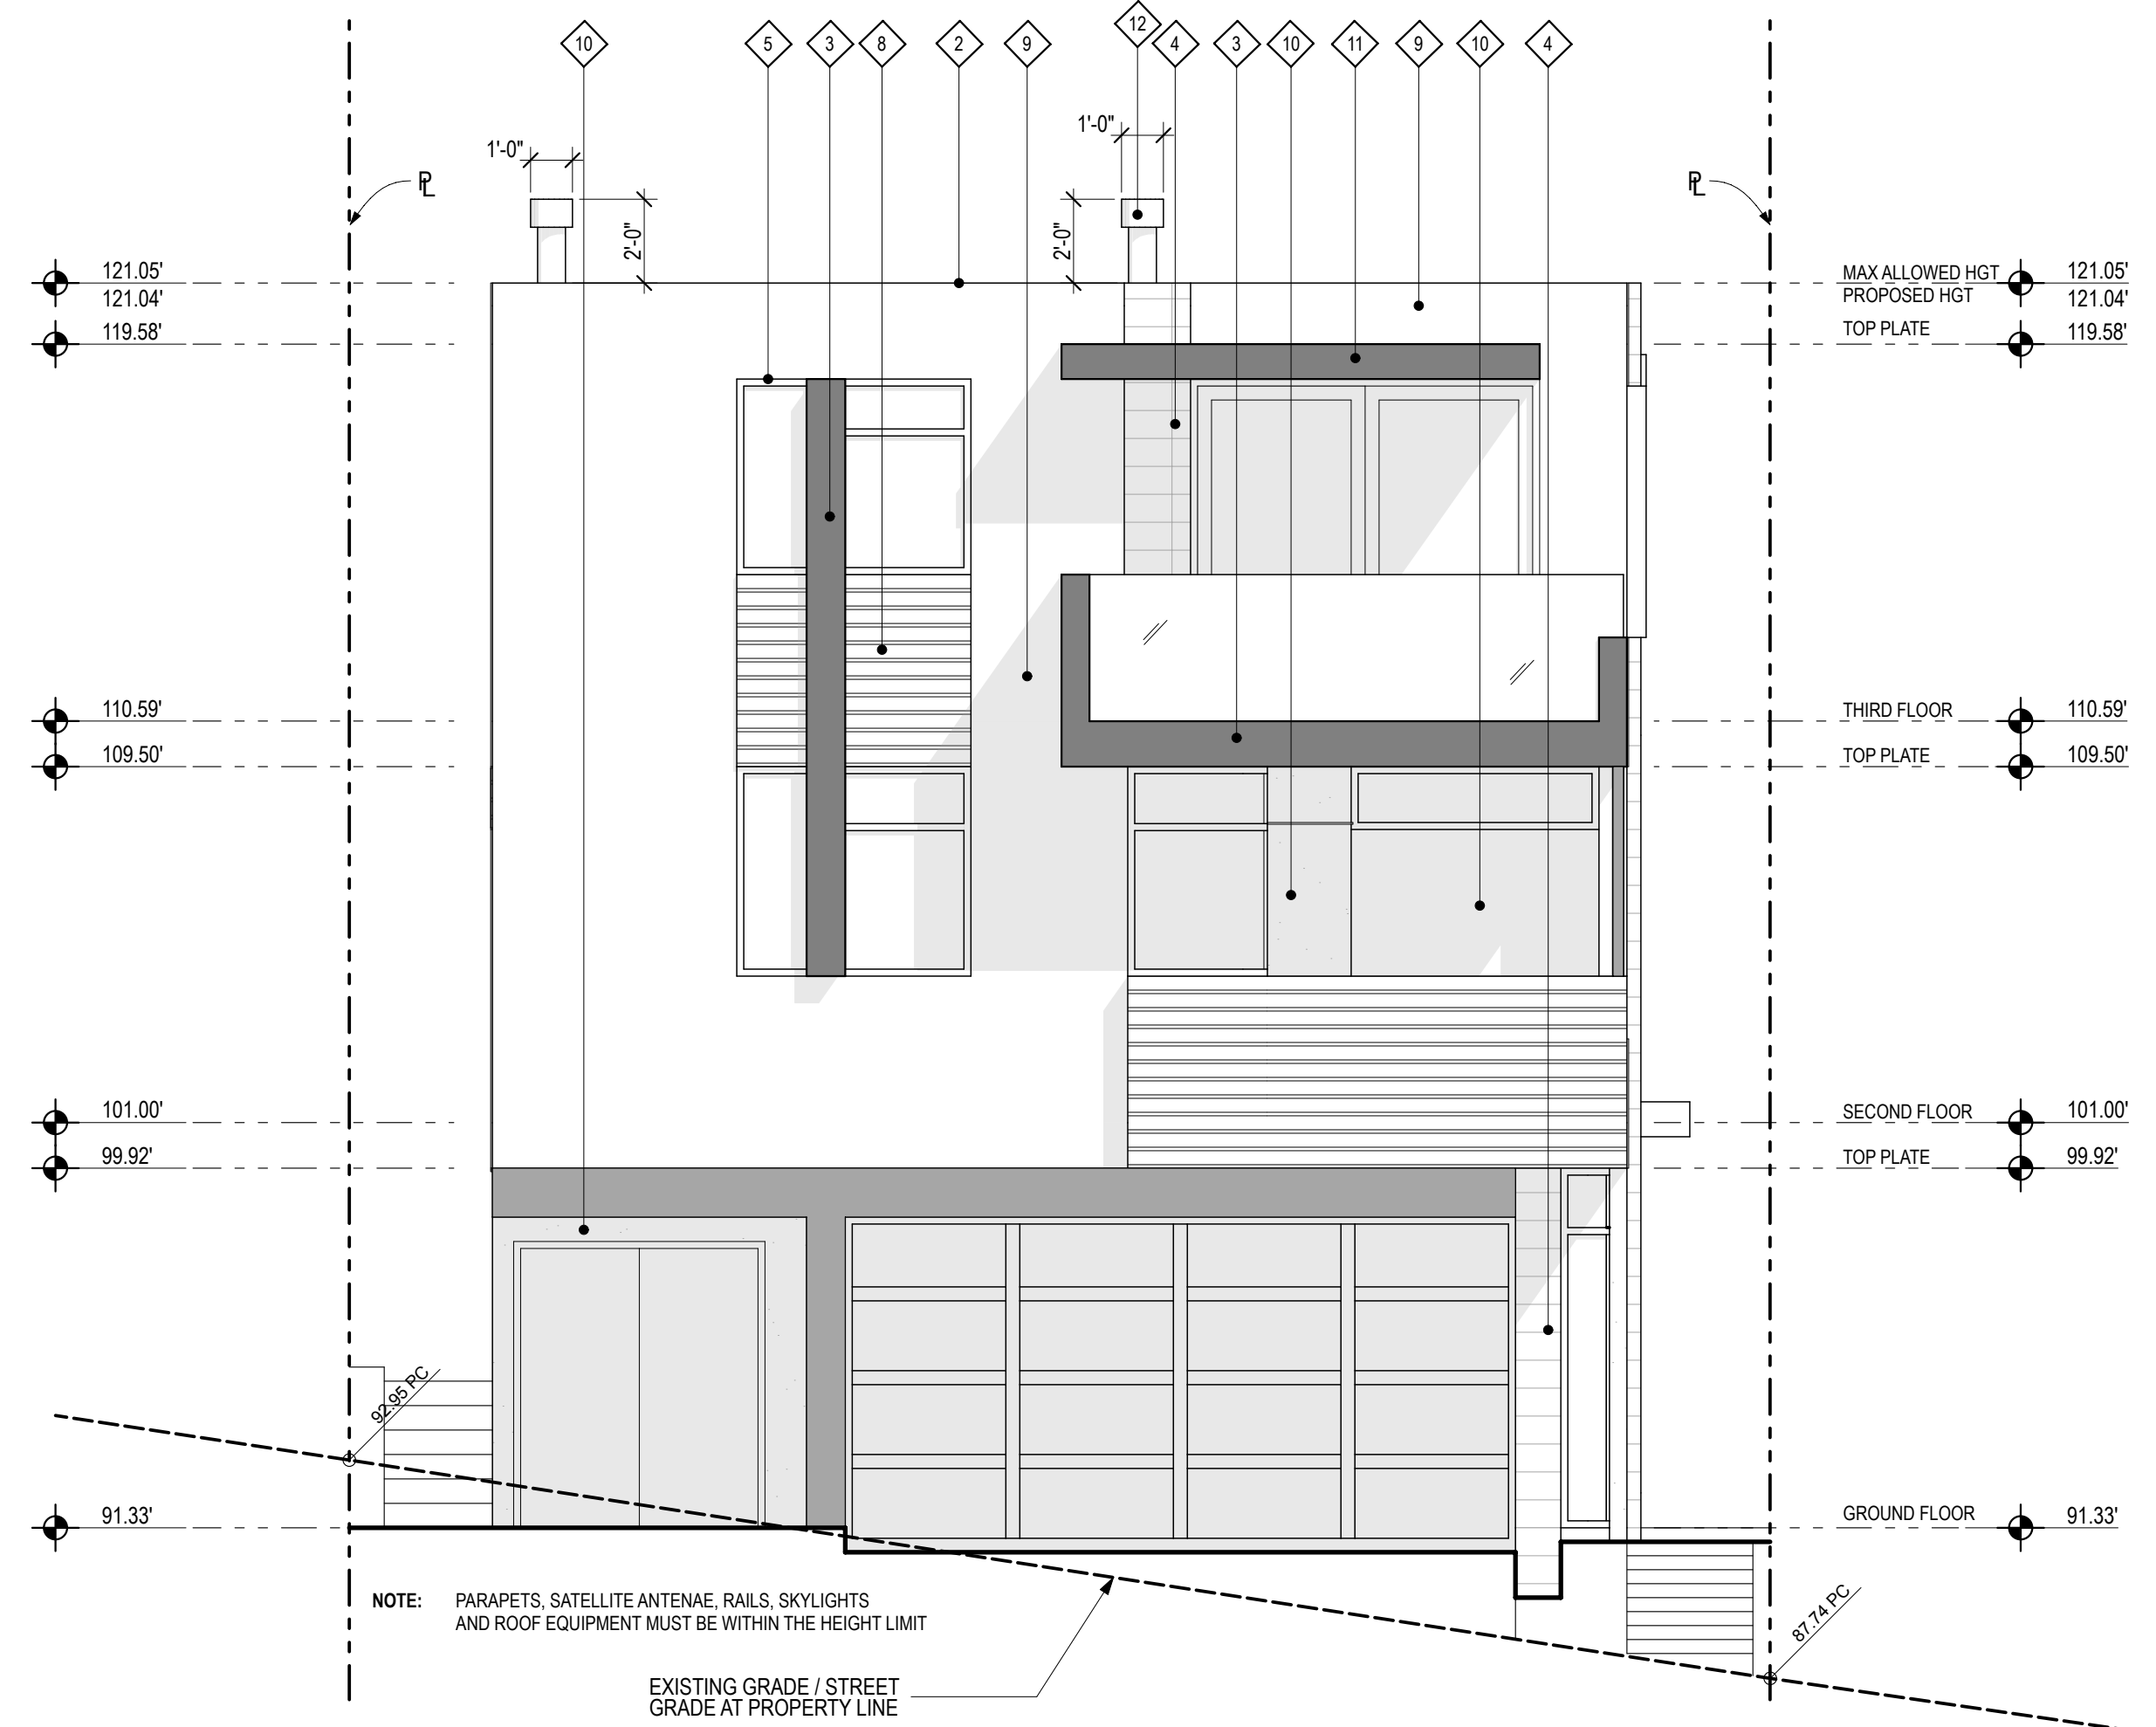 10 5 3 8 2 9 12 4 3 10 11 9 10 4
1'-0" 1'-0"
PL PL
2'-0" 2'-0"
121.05' MAX ALLOWED HGT 121.05'
121.04' PROPOSED HGT 121.04'
119.58' TOP PLATE 119.58'
110.59' THIRD FLOOR 110.59'
109.50' TOP PLATE 109.50'
101.00' SECOND FLOOR 101.00'
99.92' TOP PLATE 99.92'
92.95 PC
91.33' GROUND FLOOR 91.33'
NOTE: PARAPETS, SATELLITE ANTENAE, RAILS, SKYLIGHTS
AND ROOF EQUIPMENT MUST BE WITHIN THE HEIGHT LIMIT
87.74 PC
EXISTING GRADE / STREET
GRADE AT PROPERTY LINE